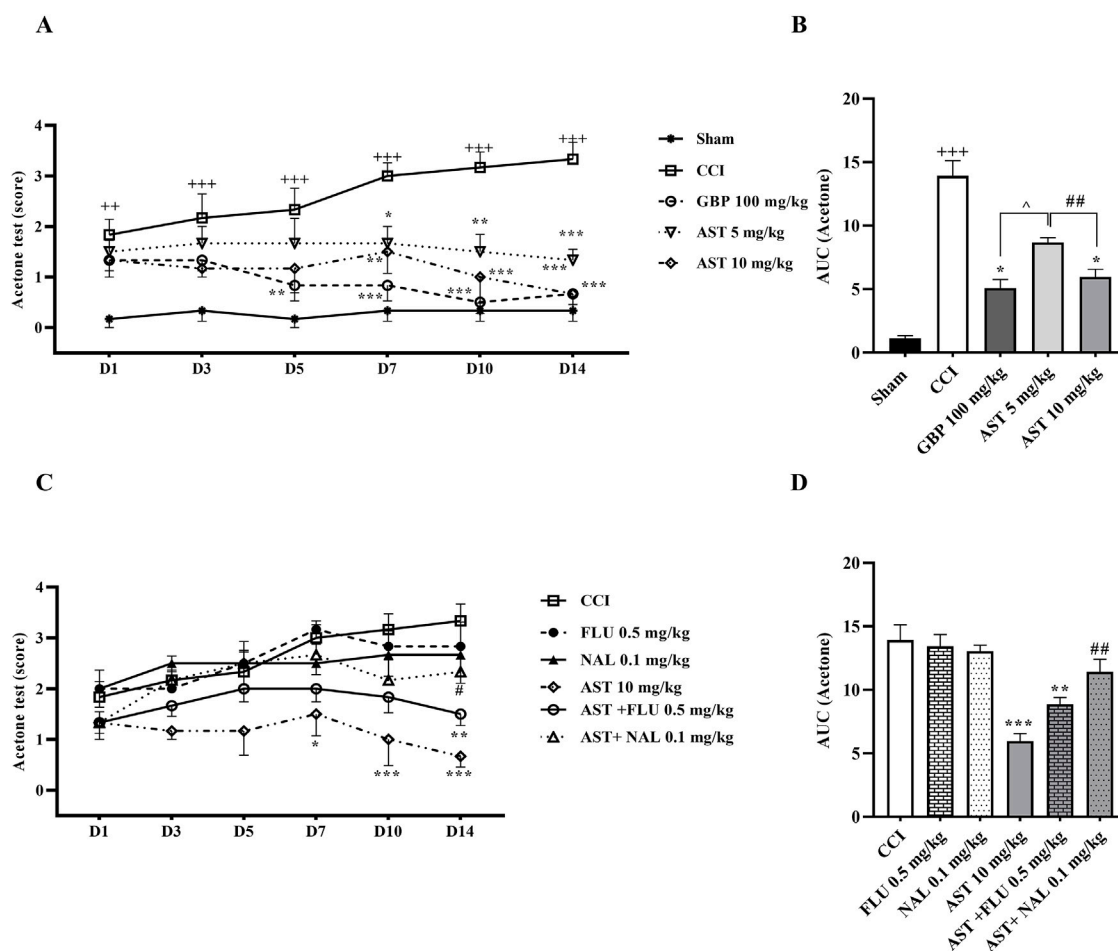 A
B
Acetone test (score)
4
3
2
1
0
++
+++
+++
+++
+++
+++
*
**
***
**
***
***
**
***
***
***
D1
D3
D5
D7
D10
D14
Sham
CCI
GBP 100 mg/kg
AST 5 mg/kg
AST 10 mg/kg
AUC (Acetone)
20
15
10
5
0
+++
^
##
*
*
Sham
CCI
GBP 100 mg/kg
AST 5 mg/kg
AST 10 mg/kg
C
D
Acetone test (score)
4
3
2
1
0
#
**
*
***
***
D1
D3
D5
D7
D10
D14
CCI
FLU 0.5 mg/kg
NAL 0.1 mg/kg
AST 10 mg/kg
AST +FLU 0.5 mg/kg
AST+ NAL 0.1 mg/kg
AUC (Acetone)
20
15
10
5
0
***
**
##
CCI
FLU 0.5 mg/kg
NAL 0.1 mg/kg
AST 10 mg/kg
AST +FLU 0.5 mg/kg
AST+ NAL 0.1 mg/kg